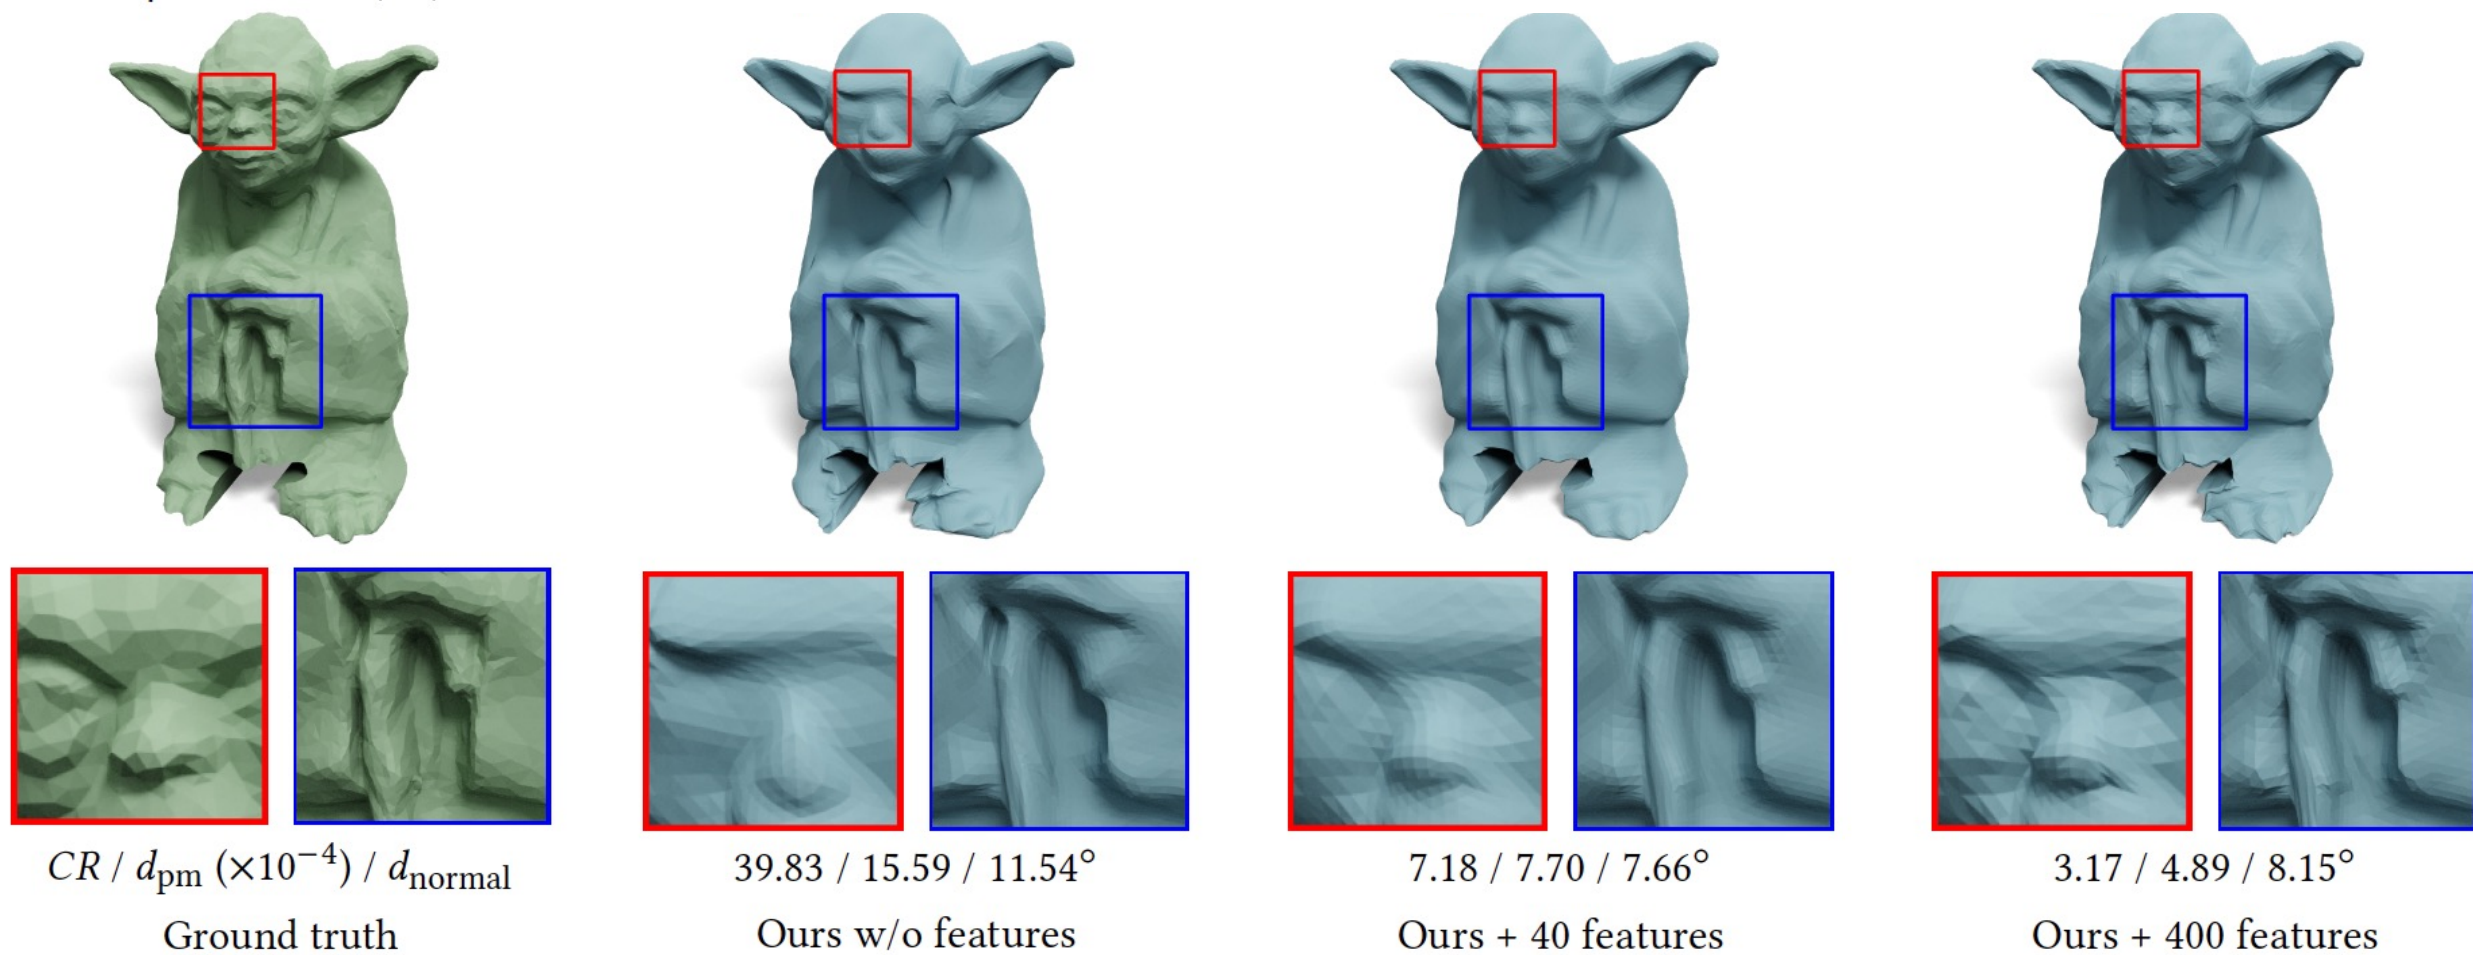 CR / d_pm (×10⁻⁴) / d_normal
39.83 / 15.59 / 11.54°
7.18 / 7.70 / 7.66°
3.17 / 4.89 / 8.15°
Ground truth
Ours w/o features
Ours + 40 features
Ours + 400 features